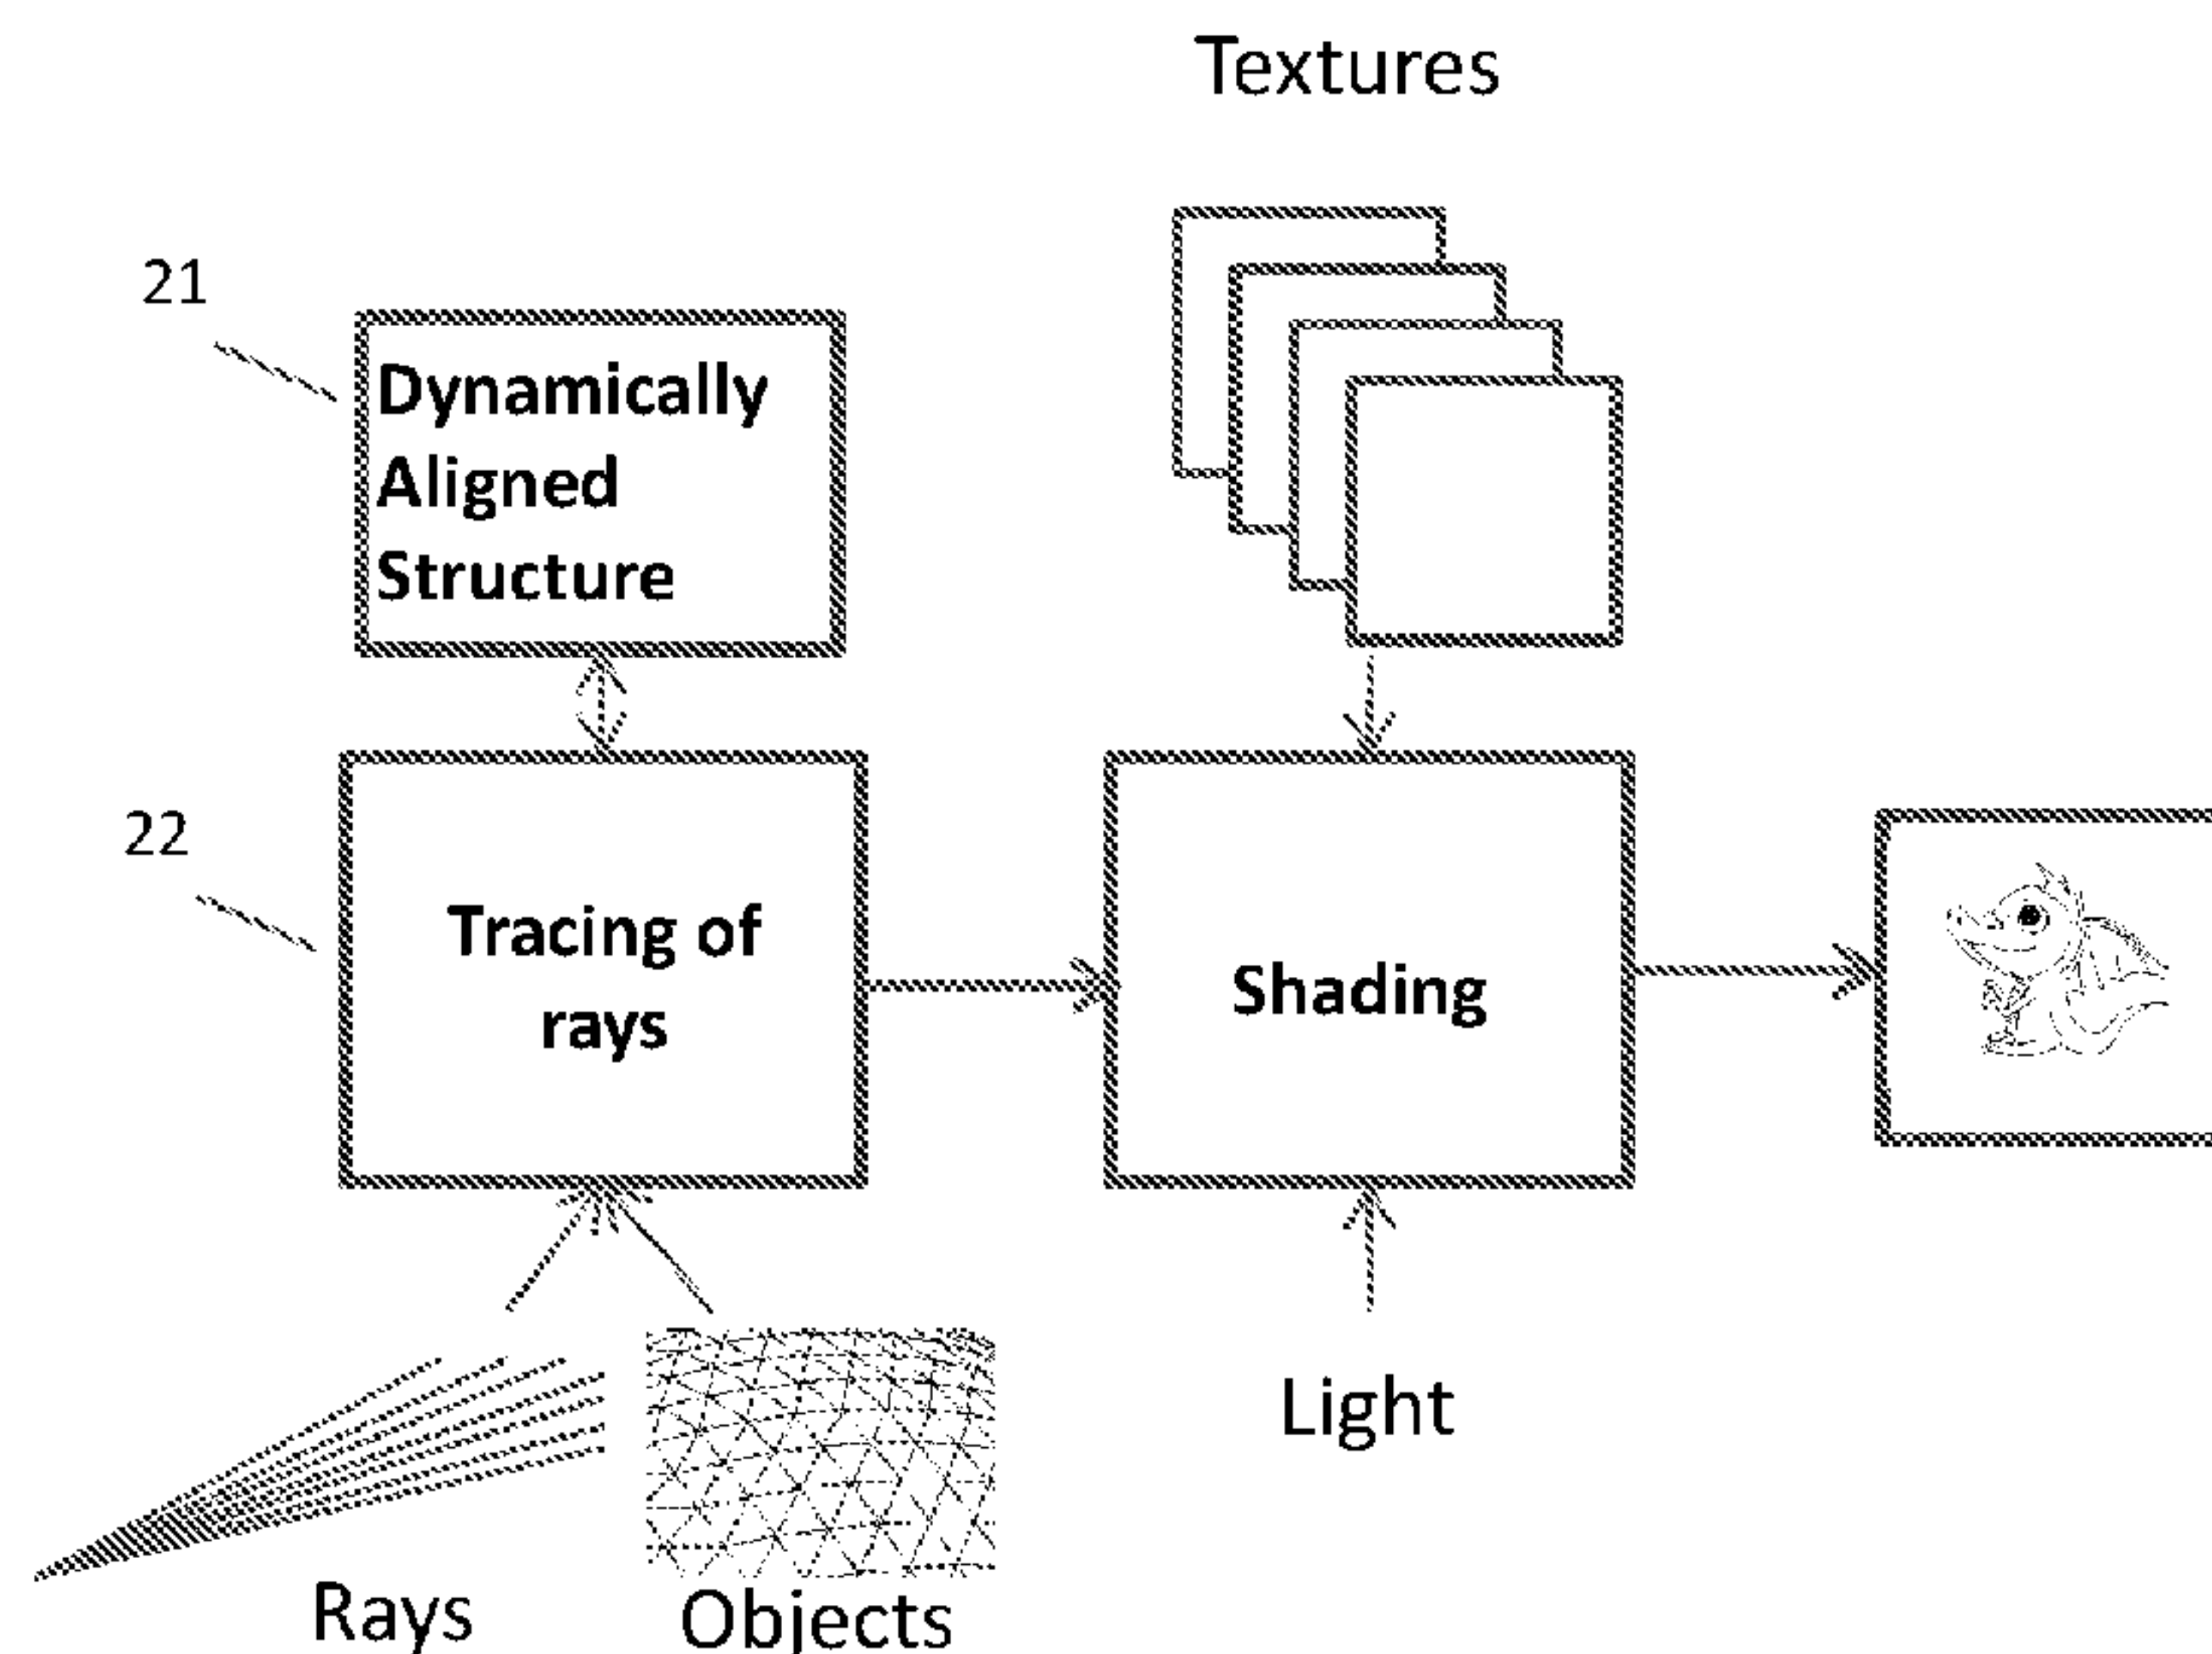 Textures
21
Dynamically
Aligned
Structure
22
Tracing of
rays
Shading
Light
Rays
Objects